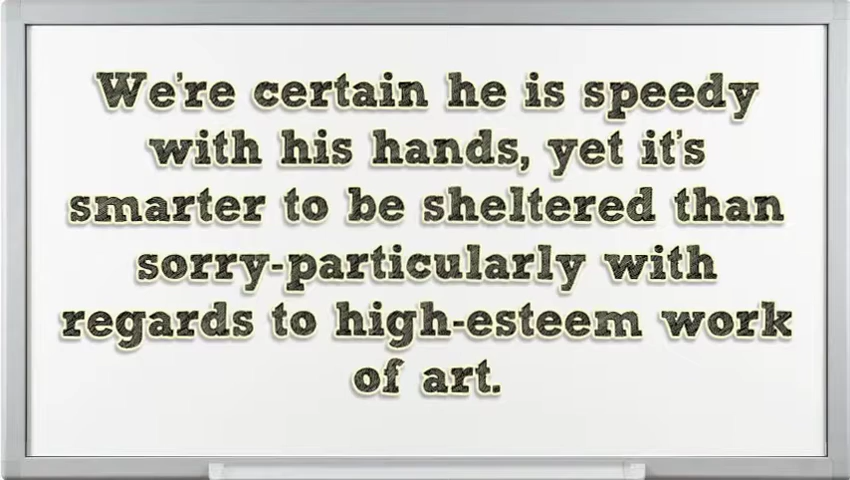 We're certain he is speedy
with his hands, yet it's
smarter to be sheltered than
sorry-particularly with
regards to high-esteem work
of art.